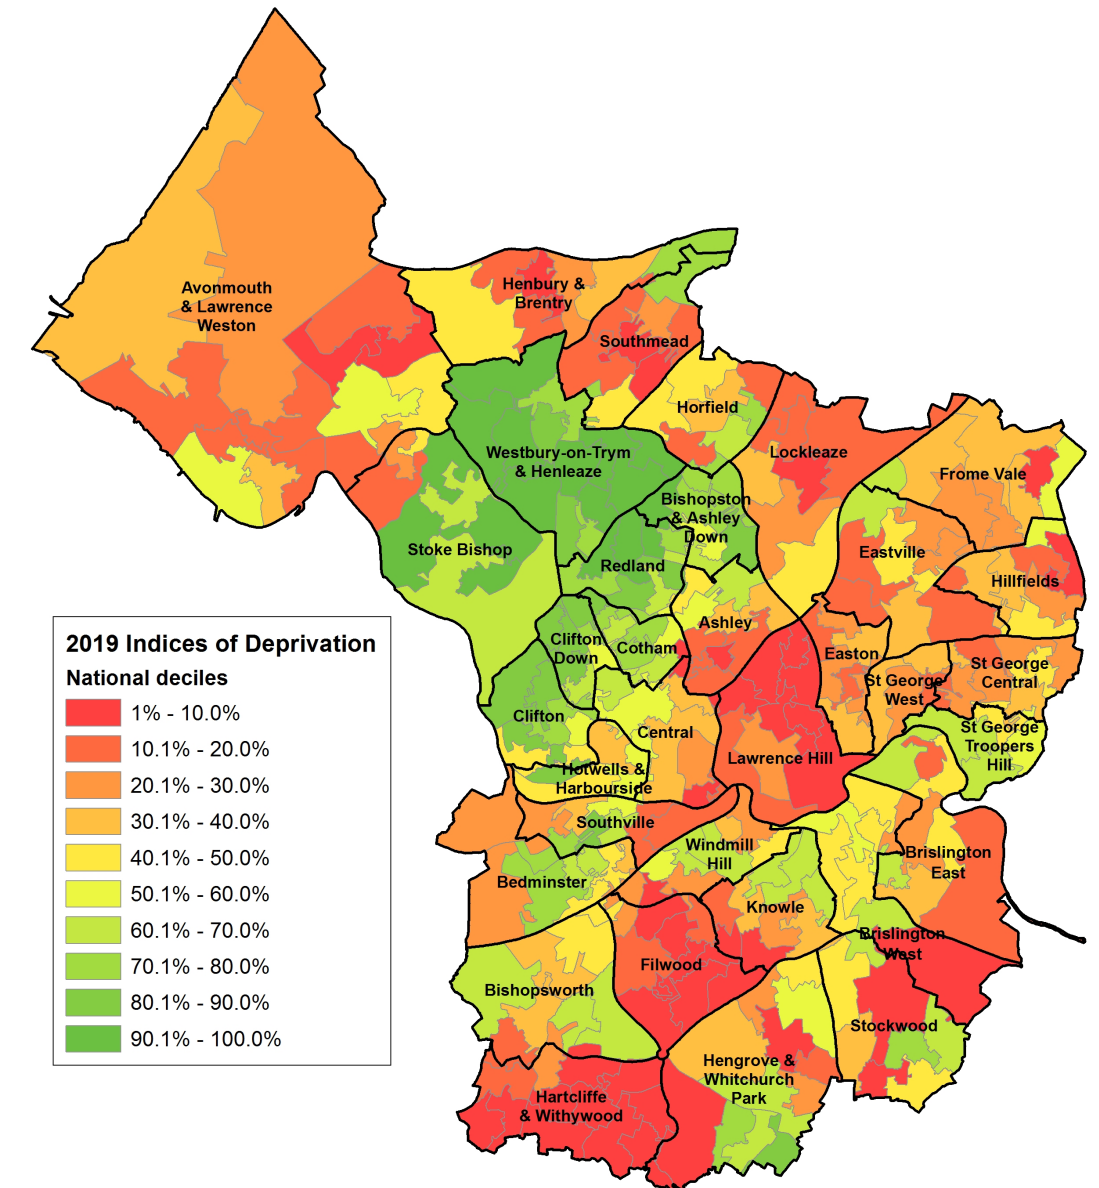 Avonmouth
& Lawrence
Weston
Henbury &
Brentry
Southmead
Horfield
Lockleaze
Westbury-on-Trym
& Henleaze
Frome Vale
Bishopston
& Ashley
Down
Stoke Bishop
Eastville
Redland
Hillfields
Ashley
Clifton
Down
Cotham
Easton
St George
Central
St George
West
Clifton
Central
St George
Troopers
Hill
Lawrence Hill
Hotwells &
Harbourside
Southville
Windmill
Hill
Brislington
East
Bedminster
Knowle
Brislington
West
Filwood
Bishopsworth
Stockwood
Hengrove &
Whitchurch
Park
Hartcliffe
& Withywood
2019 Indices of Deprivation
National deciles
1% - 10.0%
10.1% - 20.0%
20.1% - 30.0%
30.1% - 40.0%
40.1% - 50.0%
50.1% - 60.0%
60.1% - 70.0%
70.1% - 80.0%
80.1% - 90.0%
90.1% - 100.0%